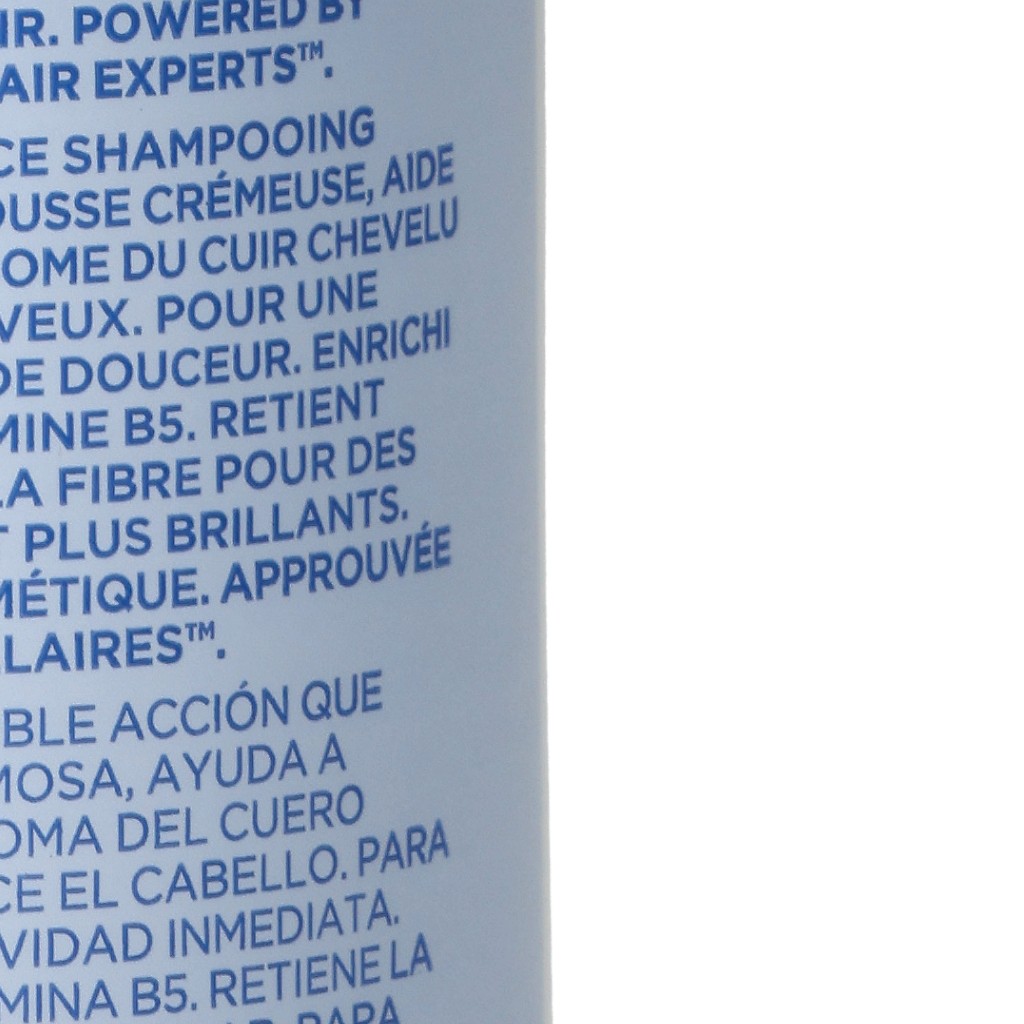 IR. POWERED BY
AIR EXPERTS™.
CE SHAMPOOING
OUSSE CRÉMEUSE, AIDE
OME DU CUIR CHEVELU
VEUX. POUR UNE
DE DOUCEUR. ENRICHI
MINE B5. RETIENT
LA FIBRE POUR DES
T PLUS BRILLANTS.
MÉTIQUE. APPROUVÉE
LLAIRES™.
BLE ACCIÓN QUE
MOSA, AYUDA A
OMA DEL CUERO
CE EL CABELLO. PARA
VIDAD INMEDIATA.
MINA B5. RETIENE LA
PARA